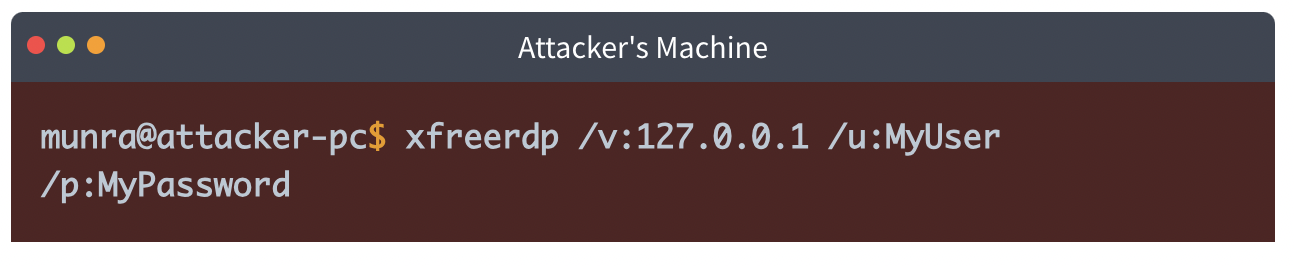 Attacker's Machine
munra@attacker-pc$ xfreerdp /v:127.0.0.1 /u:MyUser
/p:MyPassword